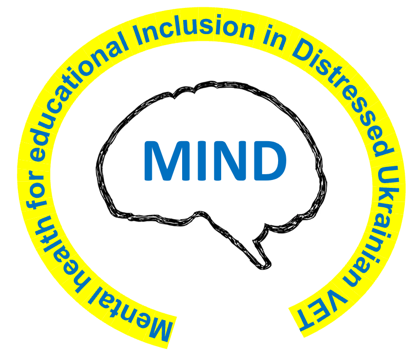 Mental health for educational Inclusion in Distressed Ukrainian VET
MIND